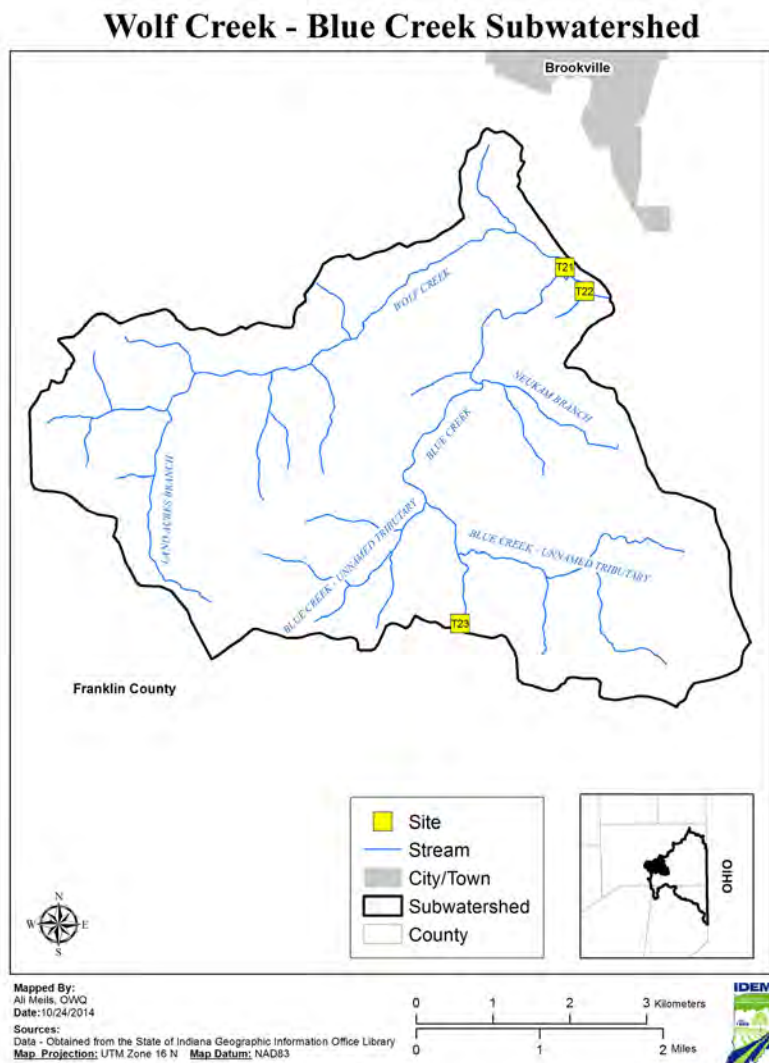 Wolf Creek - Blue Creek Subwatershed
Brookville
T21
T22
WOLF CREEK
NEUKAM BRANCH
BLUE CREEK
GAND ACRES BRANCH
BLUE CREEK - UNNAMED TRIBUTARY
BLUE CREEK - UNNAMED TRIBUTARY
T23
Franklin County
Site
Stream
City/Town
Subwatershed
County
OHIO
N
W E
S
Mapped By:
Ali Meils, OWQ
Date:10/24/2014
Sources:
Data - Obtained from the State of Indiana Geographic Information Office Library
Map Projection: UTM Zone 16 N Map Datum: NAD83
0 1 2 3 Kilometers
0 1 2 Miles
IDEM